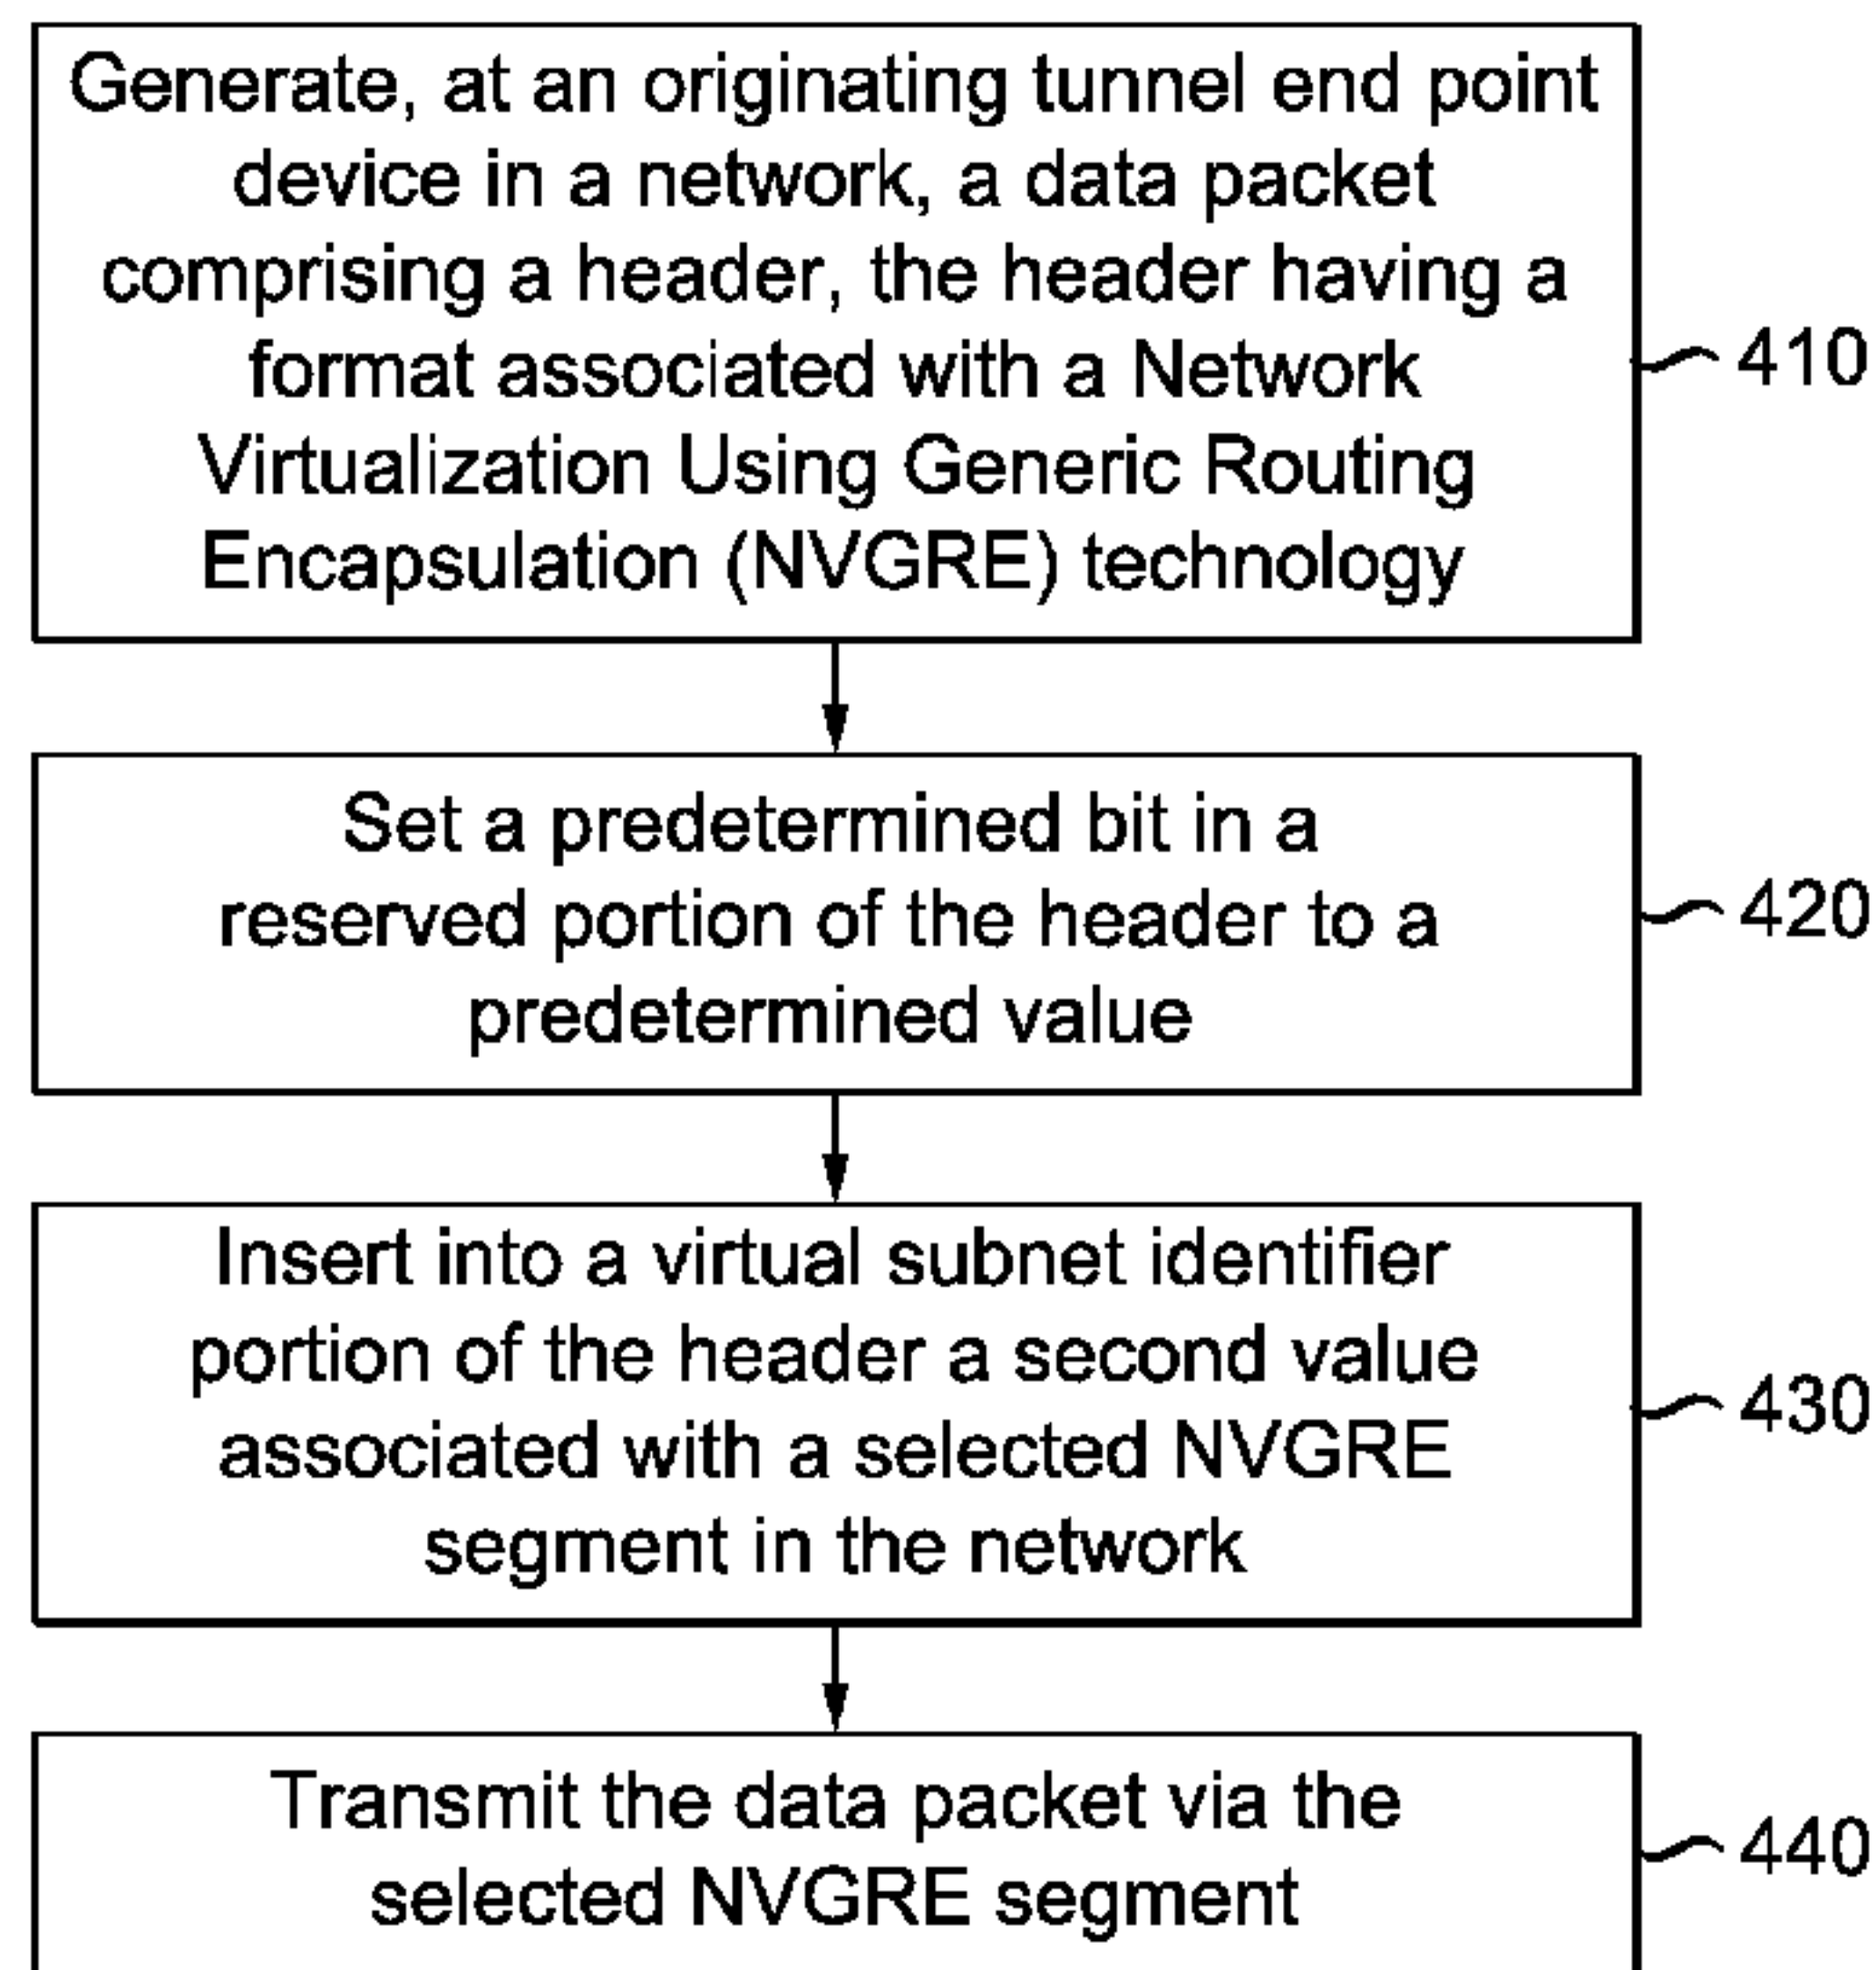 Generate, at an originating tunnel end point
device in a network, a data packet
comprising a header, the header having a
format associated with a Network
Virtualization Using Generic Routing
Encapsulation (NVGRE) technology
410
Set a predetermined bit in a
reserved portion of the header to a
predetermined value
420
Insert into a virtual subnet identifier
portion of the header a second value
associated with a selected NVGRE
segment in the network
430
Transmit the data packet via the
selected NVGRE segment
440